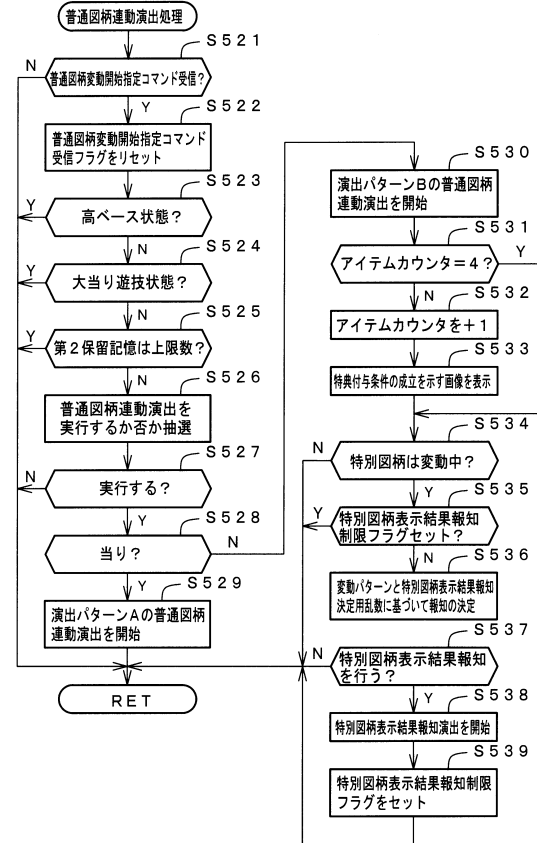 普通図柄連動演出処理
S521
普通図柄変動開始指定コマンド受信?
N
Y
S522
普通図柄変動開始指定コマンド
受信フラグをリセット
S523
高ベース状態?
Y
N
S524
大当り遊技状態?
Y
N
S525
第2保留記憶は上限数?
Y
N
S526
普通図柄連動演出を
実行するか否か抽選
S527
実行する?
N
Y
S528
当り?
N
Y
S529
演出パターンAの普通図柄
連動演出を開始
RET
S530
演出パターンBの普通図柄
連動演出を開始
S531
アイテムカウンタ=4?
Y
N
S532
アイテムカウンタを+1
S533
特典付与条件の成立を示す画像を表示
S534
特別図柄は変動中?
N
Y
S535
特別図柄表示結果報知
制限フラグセット?
Y
N
S536
変動パターンと特別図柄表示結果報知
決定用乱数に基づいて報知の決定
S537
特別図柄表示結果報知
を行う?
N
Y
S538
特別図柄表示結果報知演出を開始
S539
特別図柄表示結果報知制限
フラグをセット